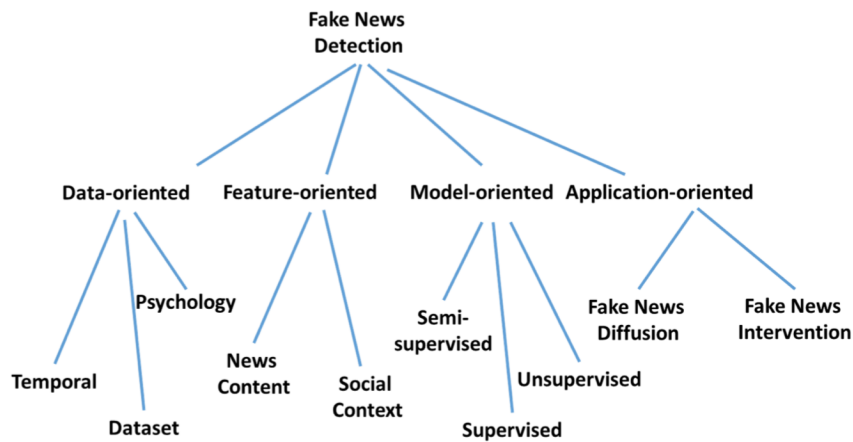 Fake News
Detection
Data-oriented
Feature-oriented
Model-oriented
Application-oriented
Temporal
Dataset
Psychology
News
Content
Social
Context
Semi-
supervised
Supervised
Unsupervised
Fake News
Diffusion
Fake News
Intervention